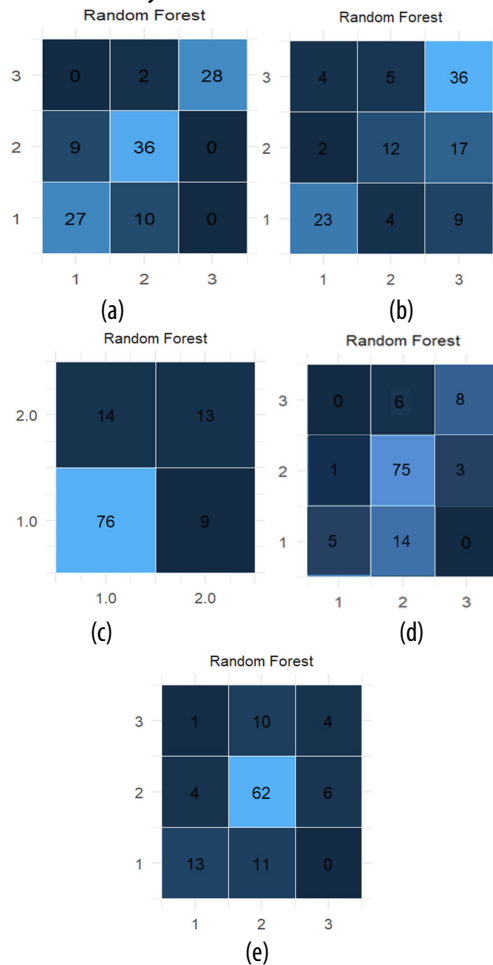 Random Forest
3 0 2 28
2 9 36 0
1 27 10 0
1 2 3
(a)
Random Forest
3 4 5 36
2 2 12 17
1 23 4 9
1 2 3
(b)
Random Forest
2.0 14 13
1.0 76 9
1.0 2.0
(c)
Random Forest
3 0 6 8
2 1 75 3
1 5 14 0
1 2 3
(d)
Random Forest
3 1 10 4
2 4 62 6
1 13 11 0
1 2 3
(e)